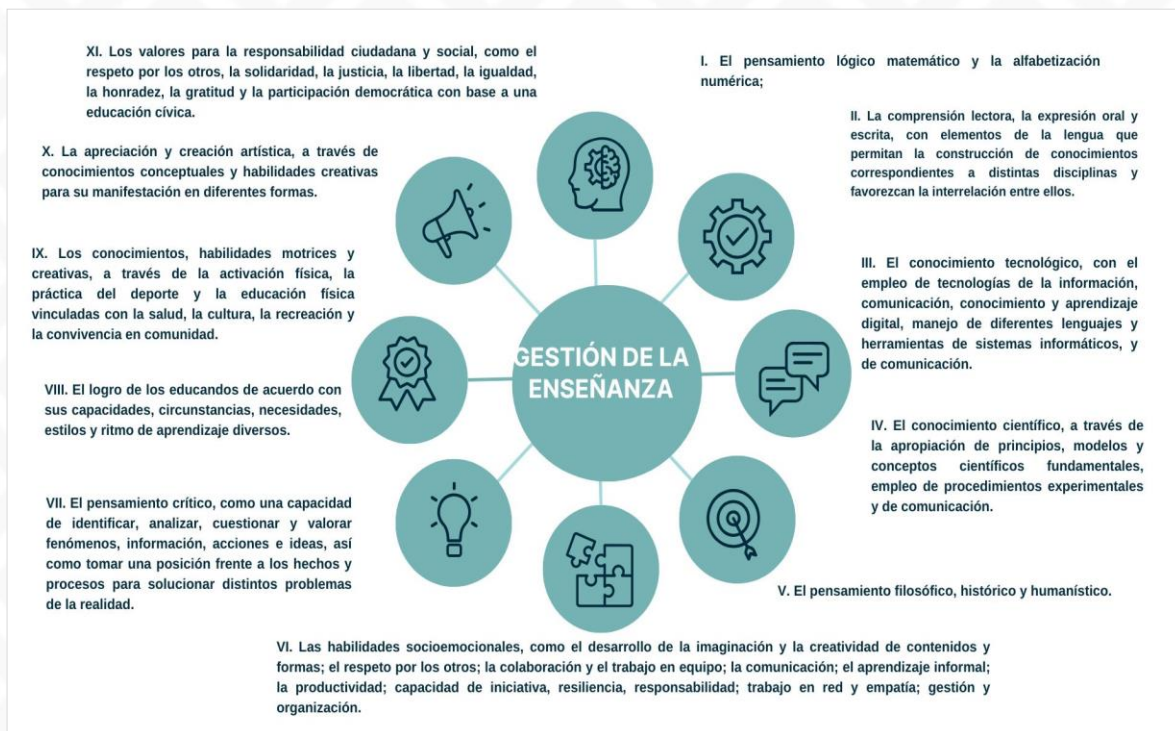 XI. Los valores para la responsabilidad ciudadana y social, como el
respeto por los otros, la solidaridad, la justicia, la libertad, la igualdad,
la honradez, la gratitud y la participación democrática con base a una
educación cívica.
I. El pensamiento lógico matemático y la alfabetización
numérica;
II. La comprensión lectora, la expresión oral y
escrita, con elementos de la lengua que
permitan la construcción de conocimientos
correspondientes a distintas disciplinas y
favorezcan la interrelación entre ellos.
X. La apreciación y creación artística, a través de
conocimientos conceptuales y habilidades creativas
para su manifestación en diferentes formas.
IX. Los conocimientos, habilidades motrices y
creativas, a través de la activación física, la
práctica del deporte y la educación física
vinculadas con la salud, la cultura, la recreación y
la convivencia en comunidad.
III. El conocimiento tecnológico, con el
empleo de tecnologías de la información,
comunicación, conocimiento y aprendizaje
digital, manejo de diferentes lenguajes y
herramientas de sistemas informáticos, y
de comunicación.
GESTIÓN DE LA
ENSEÑANZA
VIII. El logro de los educandos de acuerdo con
sus capacidades, circunstancias, necesidades,
estilos y ritmo de aprendizaje diversos.
IV. El conocimiento científico, a través de
la apropiación de principios, modelos y
conceptos científicos fundamentales,
empleo de procedimientos experimentales
y de comunicación.
VII. El pensamiento crítico, como una capacidad
de identificar, analizar, cuestionar y valorar
fenómenos, información, acciones e ideas, así
como tomar una posición frente a los hechos y
procesos para solucionar distintos problemas
de la realidad.
V. El pensamiento filosófico, histórico y humanístico.
VI. Las habilidades socioemocionales, como el desarrollo de la imaginación y la creatividad de contenidos y
formas; el respeto por los otros; la colaboración y el trabajo en equipo; la comunicación; el aprendizaje informal;
la productividad; capacidad de iniciativa, resiliencia, responsabilidad; trabajo en red y empatía; gestión y
organización.